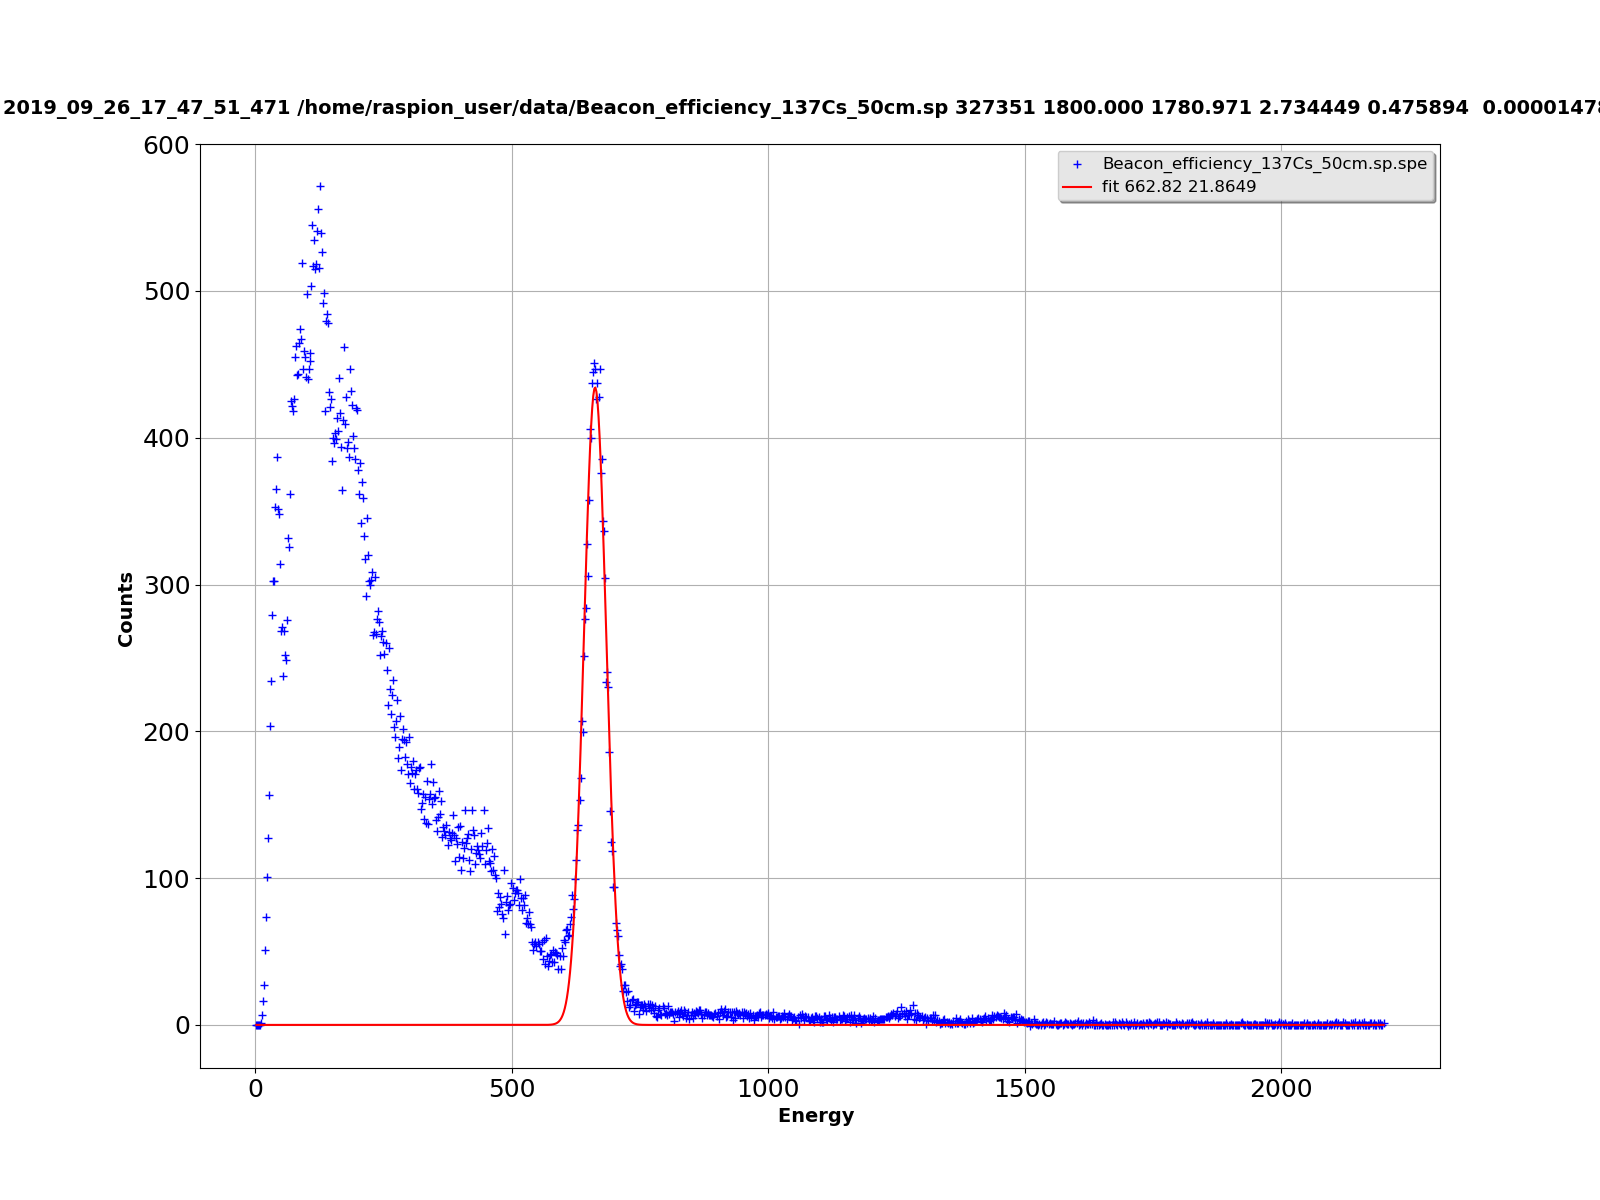 2019_09_26_17_47_51_471 /home/raspion_user/data/Beacon_efficiency_137Cs_50cm.sp 327351 1800.000 1780.971 2.734449 0.475894 0.00001478
600
500
400
300
200
100
0
Counts
Beacon_efficiency_137Cs_50cm.sp.spe
fit 662.82 21.8649
0 500 1000 1500 2000
Energy